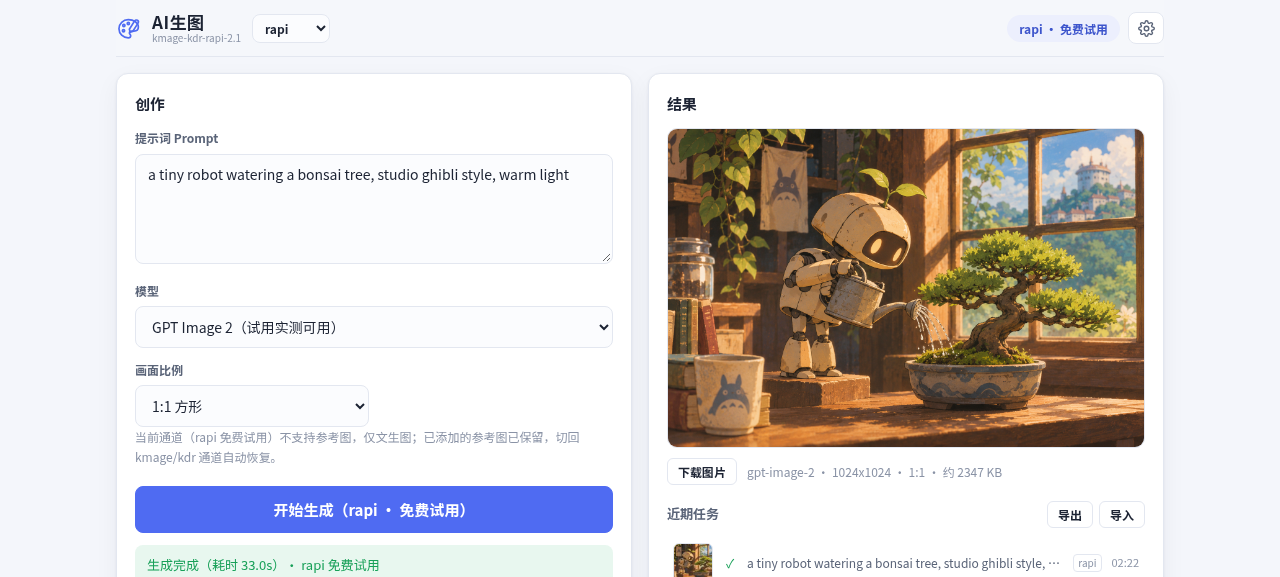 AI生图
kmage-kdr-rapi-2.1
rapi
rapi · 免费试用
创作
提示词 Prompt
a tiny robot watering a bonsai tree, studio ghibli style, warm light
模型
GPT Image 2（试用实测可用）
画面比例
1:1 方形
当前通道（rapi 免费试用）不支持参考图，仅文生图；已添加的参考图已保留，切回
kmage/kdr 通道自动恢复。
开始生成（rapi · 免费试用）
生成完成（耗时 33.0s）· rapi 免费试用
结果
下载图片
gpt-image-2 · 1024x1024 · 1:1 · 约 2347 KB
近期任务
导出
导入
✓ a tiny robot watering a bonsai tree, studio ghibli style, ···
rapi
02:22